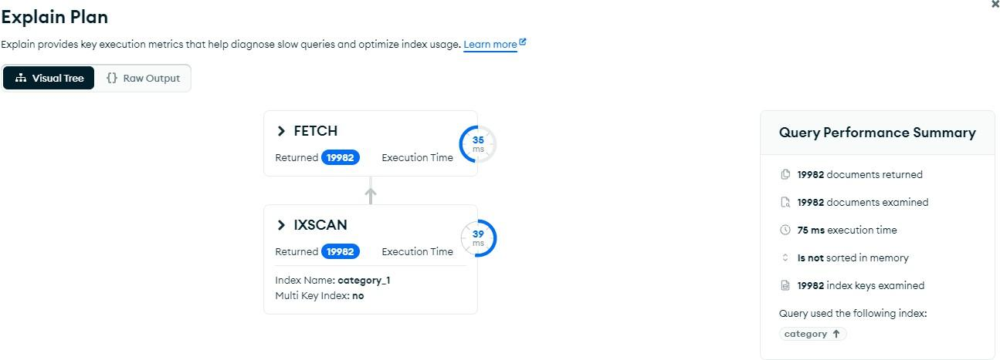 Explain Plan
Explain provides key execution metrics that help diagnose slow queries and optimize index usage. Learn more
Visual Tree
{} Raw Output
FETCH
Returned 19982 Execution Time
35
ms
IXSCAN
Returned 19982 Execution Time
39
ms
Index Name: category_1
Multi Key Index: no
Query Performance Summary
19982 documents returned
19982 documents examined
75 ms execution time
Is not sorted in memory
19982 index keys examined
Query used the following index:
category ↑